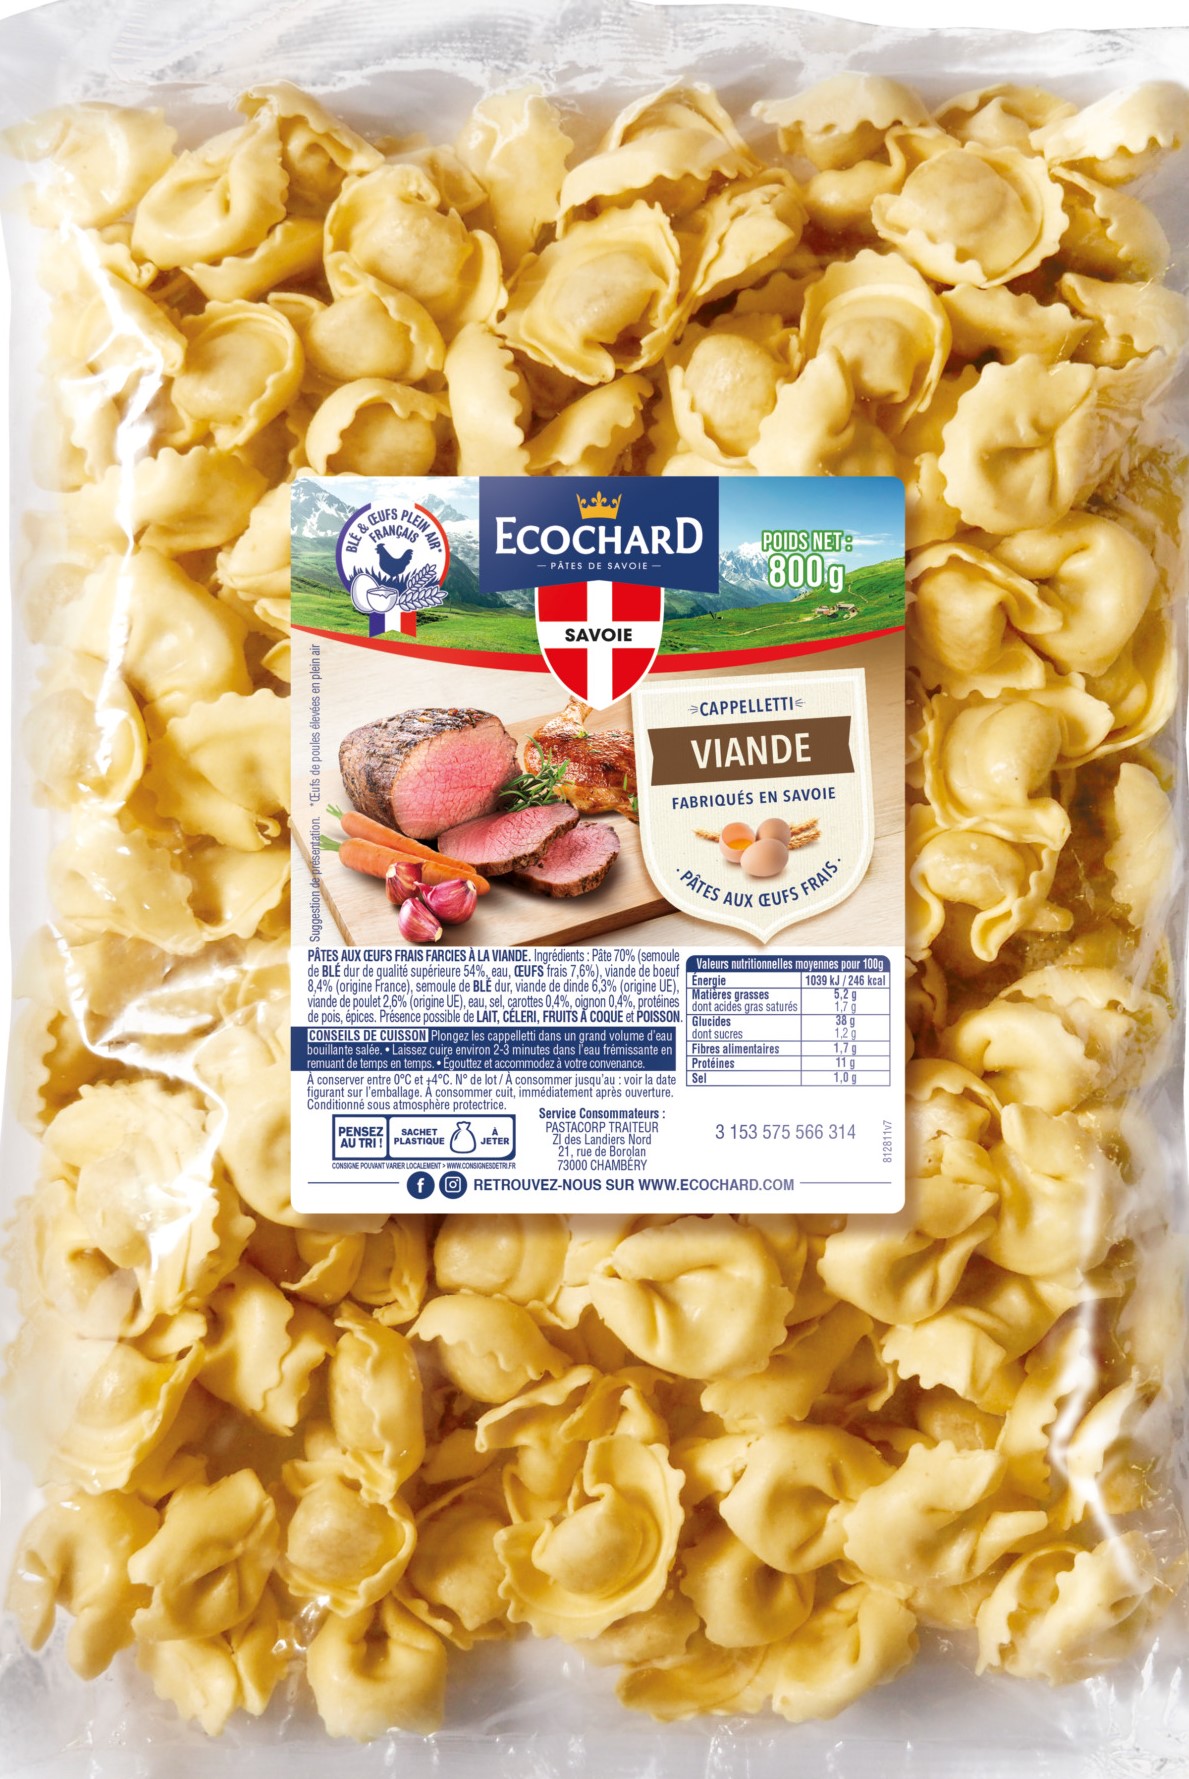 BLÉ & ŒUFS PLEIN AIR*
FRANÇAIS
ECOCHARD
— PÂTES DE SAVOIE —
POIDS NET :
800 g
SAVOIE
CAPPELLETTI
VIANDE
FABRIQUÉS EN SAVOIE
· PÂTES AUX ŒUFS FRAIS ·
Suggestion de présentation. *Œufs de poules élevées en plein air
PÂTES AUX ŒUFS FRAIS FARCIES À LA VIANDE. Ingrédients : Pâte 70% (semoule
de BLÉ dur de qualité supérieure 54%, eau, ŒUFS frais 7,6%), viande de boeuf
8,4% (origine France), semoule de BLÉ dur, viande de dinde 6,3% (origine UE),
viande de poulet 2,6% (origine UE), eau, sel, carottes 0,4%, oignon 0,4%, protéines
de pois, épices. Présence possible de LAIT, CÉLERI, FRUITS À COQUE et POISSON.
CONSEILS DE CUISSON Plongez les cappelletti dans un grand volume d'eau
bouillante salée. • Laissez cuire environ 2-3 minutes dans l'eau frémissante en
remuant de temps en temps. • Égouttez et accommodez à votre convenance.
À conserver entre 0°C et +4°C. N° de lot / À consommer jusqu'au : voir la date
figurant sur l'emballage. À consommer cuit, immédiatement après ouverture.
Conditionné sous atmosphère protectrice.
Valeurs nutritionnelles moyennes pour 100g
Énergie 1039 kJ / 246 kcal
Matières grasses 5,2 g
dont acides gras saturés 1,7 g
Glucides 38 g
dont sucres 1,2 g
Fibres alimentaires 1,7 g
Protéines 11 g
Sel 1,0 g
PENSEZ
AU TRI !
SACHET
PLASTIQUE
À
JETER
CONSIGNE POUVANT VARIER LOCALEMENT > WWW.CONSIGNESDETRI.FR
Service Consommateurs :
PASTACORP TRAITEUR
ZI des Landiers Nord
21, rue de Borolan
73000 CHAMBÉRY
3 153 575 566 314
812811v7
RETROUVEZ-NOUS SUR WWW.ECOCHARD.COM